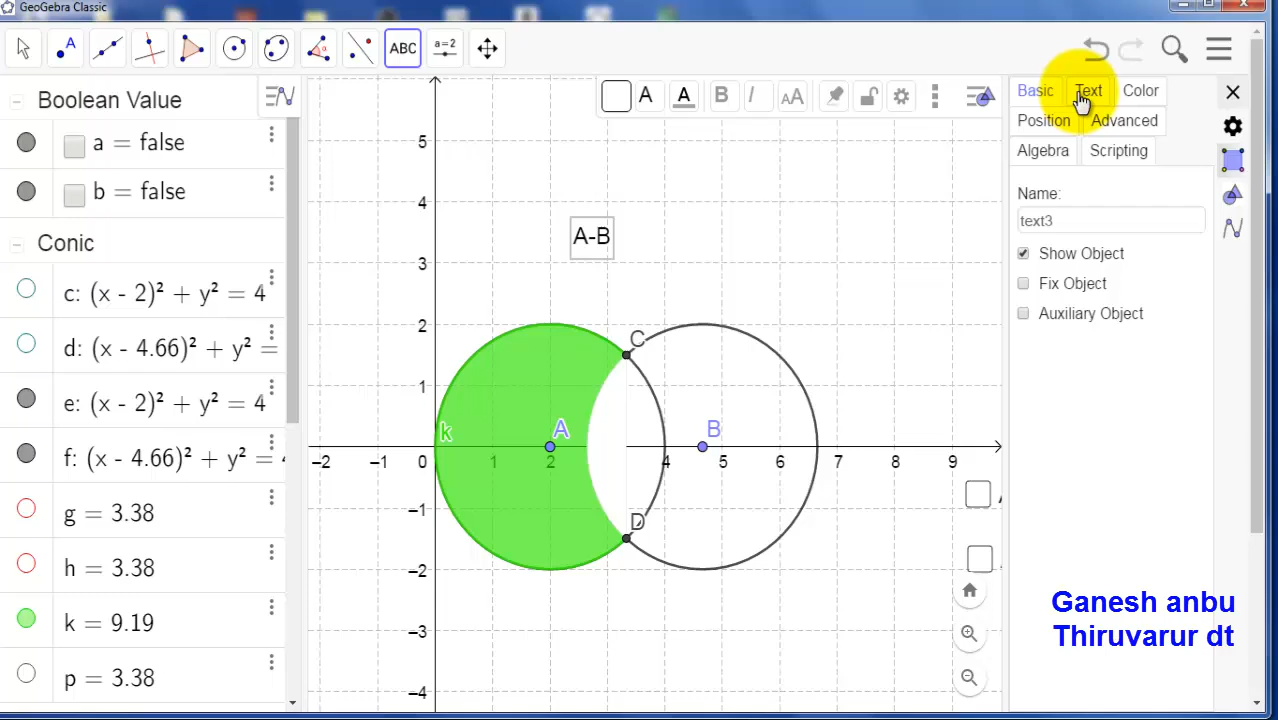 GeoGebra Classic
ABC
a=2
Boolean Value
a = false
b = false
Conic
c: (x - 2)² + y² = 4
d: (x - 4.66)² + y² =
e: (x - 2)² + y² = 4
f: (x - 4.66)² + y² =
g = 3.38
h = 3.38
k = 9.19
p = 3.38
A A B I AA
5
4
3
2
1
-1
-2
-3
-4
-2 -1 0 1 2 4 5 6 7 8 9
A-B
C
k A B
D
Basic Text Color
Position Advanced
Algebra Scripting
Name:
text3
Show Object
Fix Object
Auxiliary Object
Ganesh anbu
Thiruvarur dt